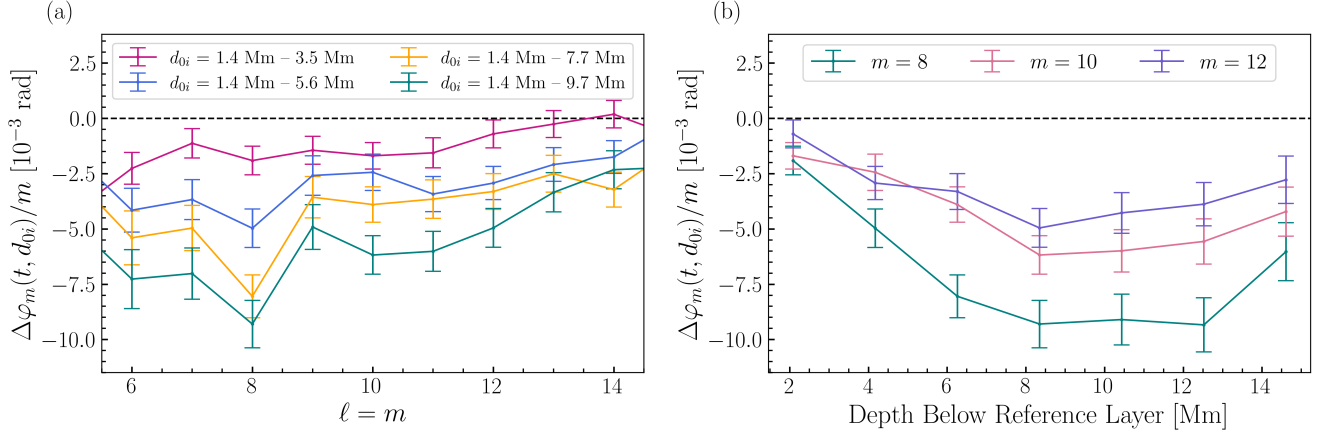 (a)
(b)
d₀ᵢ = 1.4 Mm – 3.5 Mm
d₀ᵢ = 1.4 Mm – 7.7 Mm
d₀ᵢ = 1.4 Mm – 5.6 Mm
d₀ᵢ = 1.4 Mm – 9.7 Mm
m = 8
m = 10
m = 12
2.5
0.0
−2.5
−5.0
−7.5
−10.0
Δφₘ(t, d₀ᵢ)/m [10⁻³ rad]
6 8 10 12 14
ℓ = m
2.5
0.0
−2.5
−5.0
−7.5
−10.0
Δφₘ(t, d₀ᵢ)/m [10⁻³ rad]
2 4 6 8 10 12 14
Depth Below Reference Layer [Mm]